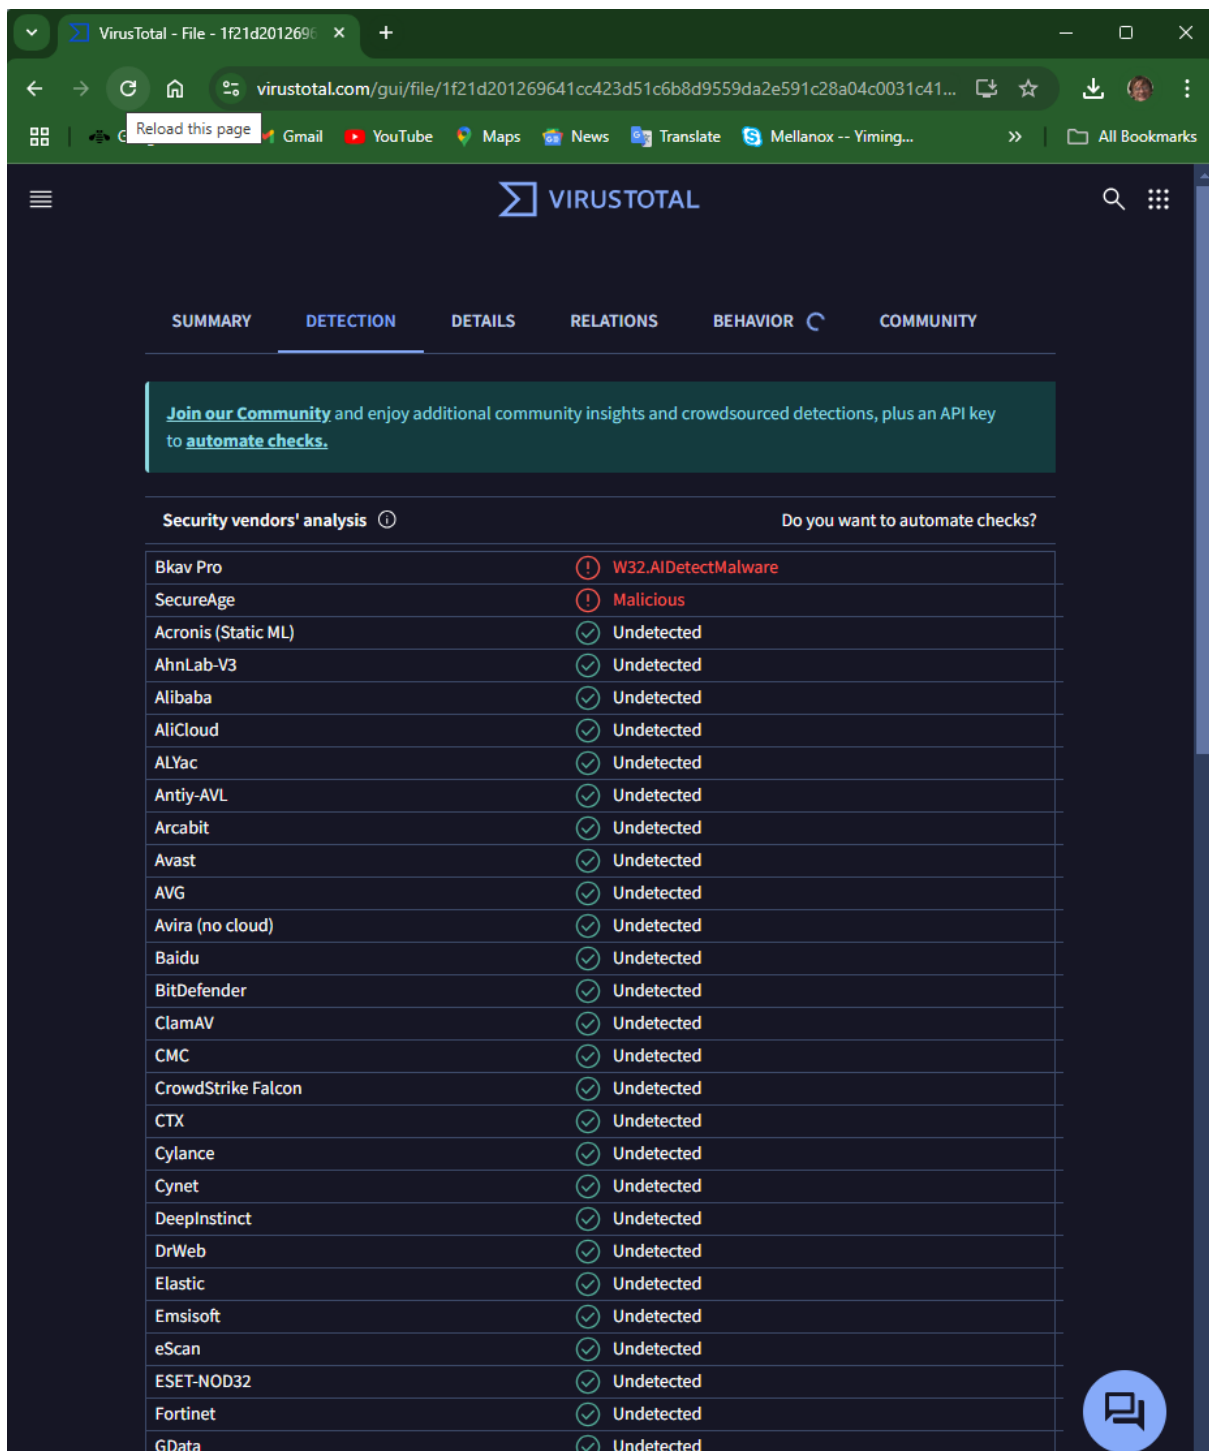 VirusTotal - File - 1f21d2012696
virustotal.com/gui/file/1f21d201269641cc423d51c6b8d9559da2e591c28a04c0031c41...
Reload this page
Gmail
YouTube
Maps
News
Translate
Mellanox -- Yiming...
All Bookmarks
VIRUSTOTAL
SUMMARY
DETECTION
DETAILS
RELATIONS
BEHAVIOR
COMMUNITY
Join our Community and enjoy additional community insights and crowdsourced detections, plus an API key
to automate checks.
Security vendors' analysis
Do you want to automate checks?
Bkav Pro W32.AIDetectMalware
SecureAge Malicious
Acronis (Static ML) Undetected
AhnLab-V3 Undetected
Alibaba Undetected
AliCloud Undetected
ALYac Undetected
Antiy-AVL Undetected
Arcabit Undetected
Avast Undetected
AVG Undetected
Avira (no cloud) Undetected
Baidu Undetected
BitDefender Undetected
ClamAV Undetected
CMC Undetected
CrowdStrike Falcon Undetected
CTX Undetected
Cylance Undetected
Cynet Undetected
DeepInstinct Undetected
DrWeb Undetected
Elastic Undetected
Emsisoft Undetected
eScan Undetected
ESET-NOD32 Undetected
Fortinet Undetected
GData Undetected